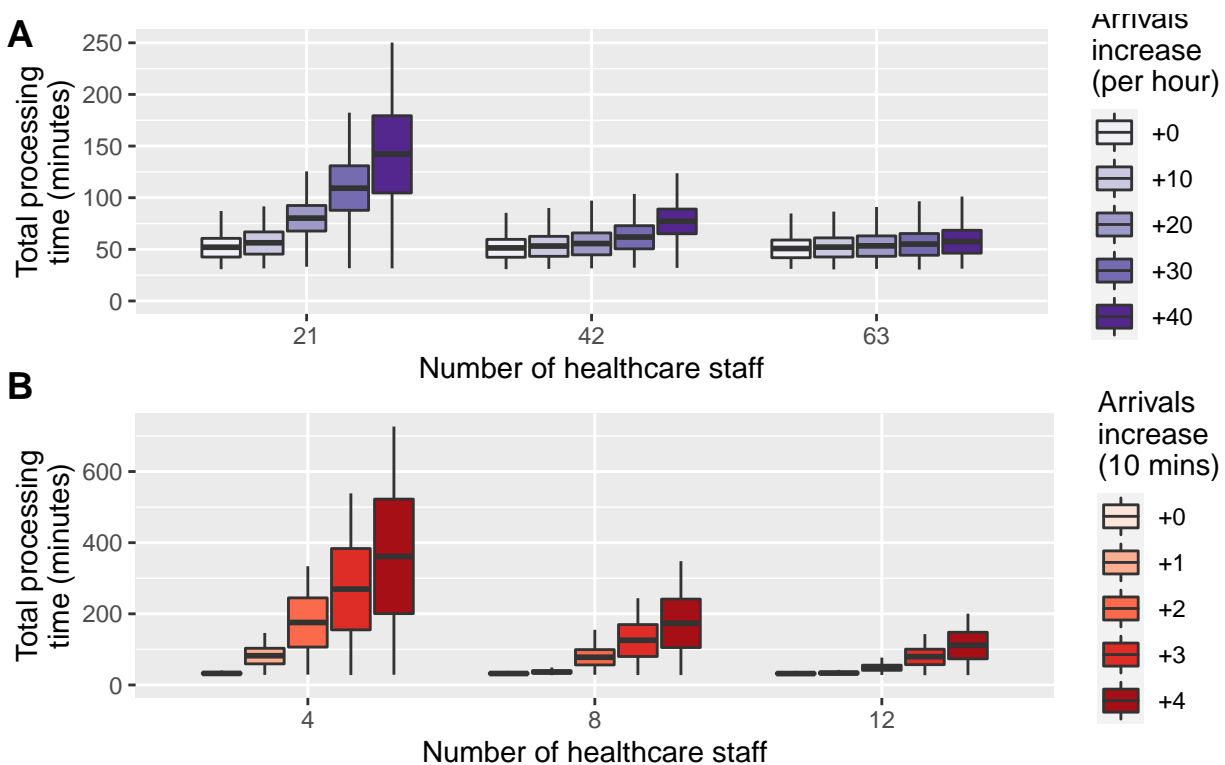 A
Total processing
time (minutes)
250
200
150
100
50
0
21
42
63
Number of healthcare staff
Arrivals
increase
(per hour)
+0
+10
+20
+30
+40
B
Total processing
time (minutes)
600
400
200
0
4
8
12
Number of healthcare staff
Arrivals
increase
(10 mins)
+0
+1
+2
+3
+4